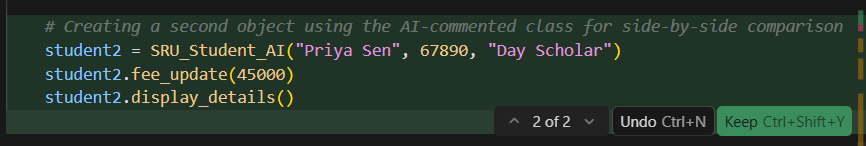 # Creating a second object using the AI-commented class for side-by-side comparison
student2 = SRU_Student_AI("Priya Sen", 67890, "Day Scholar")
student2.fee_update(45000)
student2.display_details()
2 of 2 Undo Ctrl+N Keep Ctrl+Shift+Y